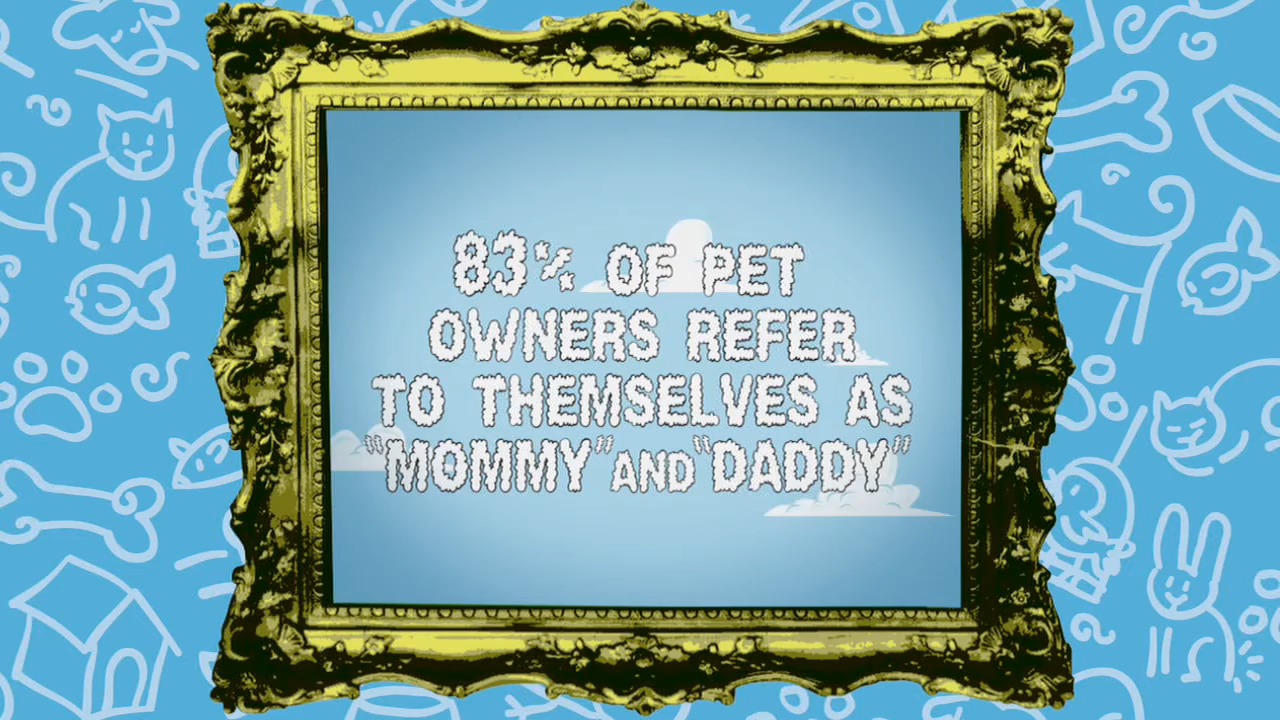 83% OF PET
OWNERS REFER
TO THEMSELVES AS
"MOMMY" AND "DADDY"